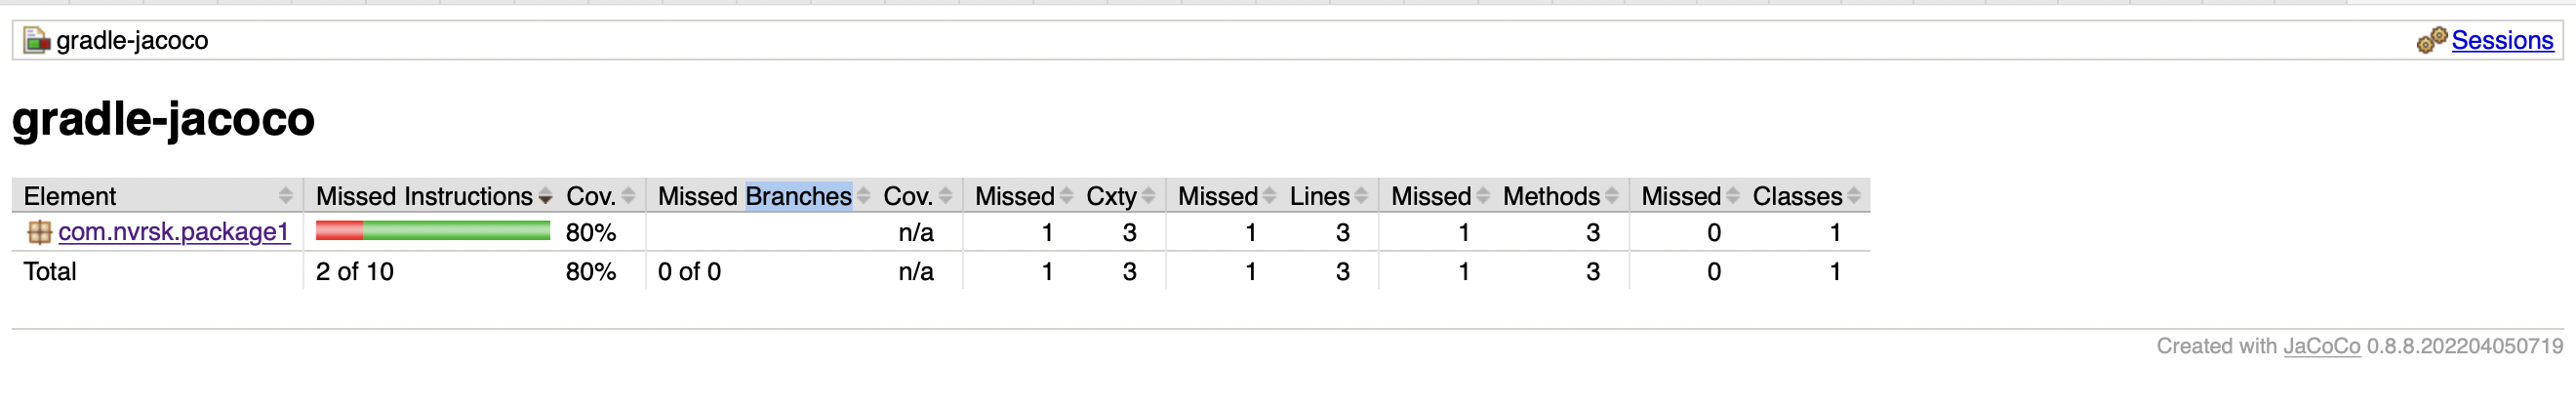 gradle-jacoco Sessions
gradle-jacoco
Element Missed Instructions Cov. Missed Branches Cov. Missed Cxty Missed Lines Missed Methods Missed Classes
com.nvrsk.package1 80% n/a 1 3 1 3 1 3 0 1
Total 2 of 10 80% 0 of 0 n/a 1 3 1 3 1 3 0 1
Created with JaCoCo 0.8.8.202204050719